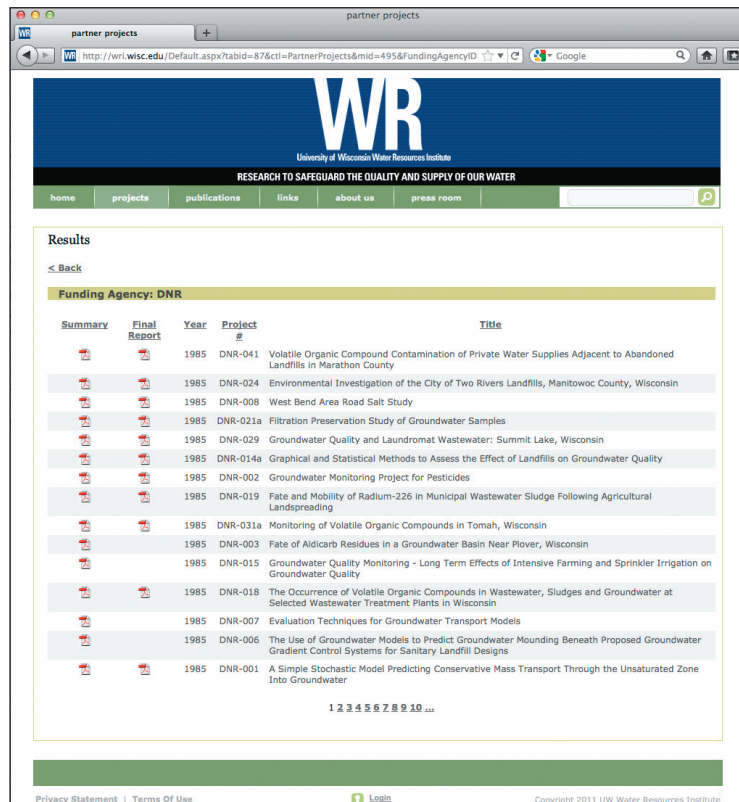 partner projects
WR partner projects +
http://wri.wisc.edu/Default.aspx?tabid=87&ctl=PartnerProjects&mid=495&FundingAgencyID
Google
WR
University of Wisconsin Water Resources Institute
RESEARCH TO SAFEGUARD THE QUALITY AND SUPPLY OF OUR WATER
home projects publications links about us press room
Results
< Back
Funding Agency: DNR
Summary Final Report Year Project # Title
1985 DNR-041 Volatile Organic Compound Contamination of Private Water Supplies Adjacent to Abandoned
Landfills in Marathon County
1985 DNR-024 Environmental Investigation of the City of Two Rivers Landfills, Manitowoc County, Wisconsin
1985 DNR-008 West Bend Area Road Salt Study
1985 DNR-021a Filtration Preservation Study of Groundwater Samples
1985 DNR-029 Groundwater Quality and Laundromat Wastewater: Summit Lake, Wisconsin
1985 DNR-014a Graphical and Statistical Methods to Assess the Effect of Landfills on Groundwater Quality
1985 DNR-002 Groundwater Monitoring Project for Pesticides
1985 DNR-019 Fate and Mobility of Radium-226 in Municipal Wastewater Sludge Following Agricultural
Landspreading
1985 DNR-031a Monitoring of Volatile Organic Compounds in Tomah, Wisconsin
1985 DNR-003 Fate of Aldicarb Residues in a Groundwater Basin Near Plover, Wisconsin
1985 DNR-015 Groundwater Quality Monitoring - Long Term Effects of Intensive Farming and Sprinkler Irrigation on
Groundwater Quality
1985 DNR-018 The Occurrence of Volatile Organic Compounds in Wastewater, Sludges and Groundwater at
Selected Wastewater Treatment Plants in Wisconsin
1985 DNR-007 Evaluation Techniques for Groundwater Transport Models
1985 DNR-006 The Use of Groundwater Models to Predict Groundwater Mounding Beneath Proposed Groundwater
Gradient Control Systems for Sanitary Landfill Designs
1985 DNR-001 A Simple Stochastic Model Predicting Conservative Mass Transport Through the Unsaturated Zone
Into Groundwater
1 2 3 4 5 6 7 8 9 10 ...
Privacy Statement | Terms Of Use Login Copyright 2011 UW Water Resources Institute